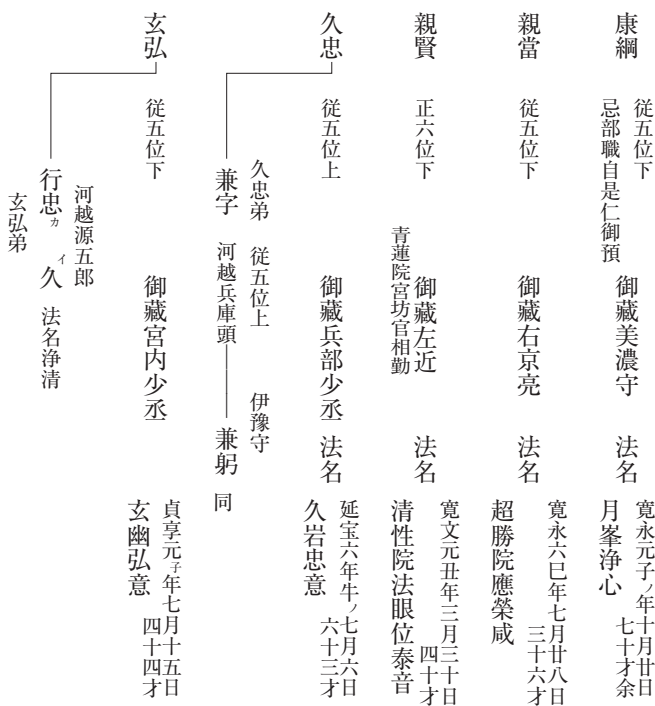 康綱
従五位下
忌部職自是仁御預
御藏美濃守
法名
寛永元子ノ年十月廿日
七十才余
月峯浄心
親當
従五位下
御藏右京亮
法名
寛永六巳年七月廿八日
三十六才
超勝院應榮咸
親賢
正六位下
御藏左近
青蓮院宮坊官相勤
法名
寛文元丑年三月三十日
四十才
清性院法眼位泰音
久忠
従五位上
御藏兵部少丞
法名
延宝六年牛ノ七月六日
六十三才
久岩忠意
久忠弟 従五位上 伊豫守
兼字 河越兵庫頭 兼躬 同
玄弘
従五位下
御藏宮内少丞
貞享元子年七月十五日
四十四才
玄幽弘意
河越源五郎
行忠カ イ久 法名浄清
玄弘弟